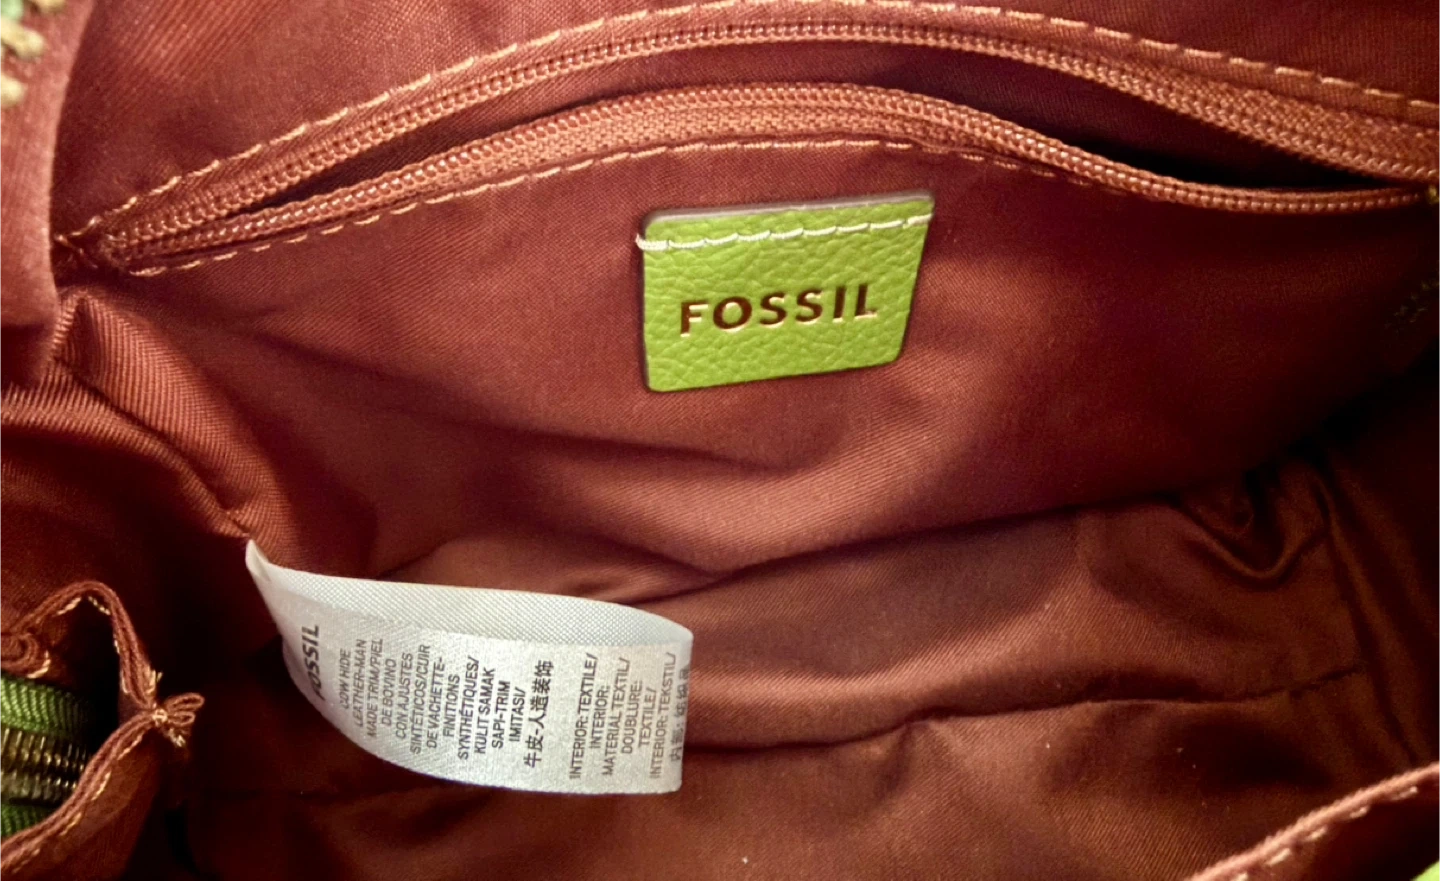 FOSSIL
FOSSIL
COW HIDE
LEATHER-MAN
MADE TRIM/PIEL
DE BOVINO
CON AJUSTES
SINTÉTICOS/CUIR
DE VACHETTE-
FINITIONS
SYNTHÉTIQUES/
KULIT SAMAK
SAPI-TRIM
IMITASI/
牛皮-人造装饰
INTERIOR:TEXTILE/
INTERIOR:
MATERIAL TEXTIL/
DOUBLURE:
TEXTILE/
INTERIOR:TEKSTIL/